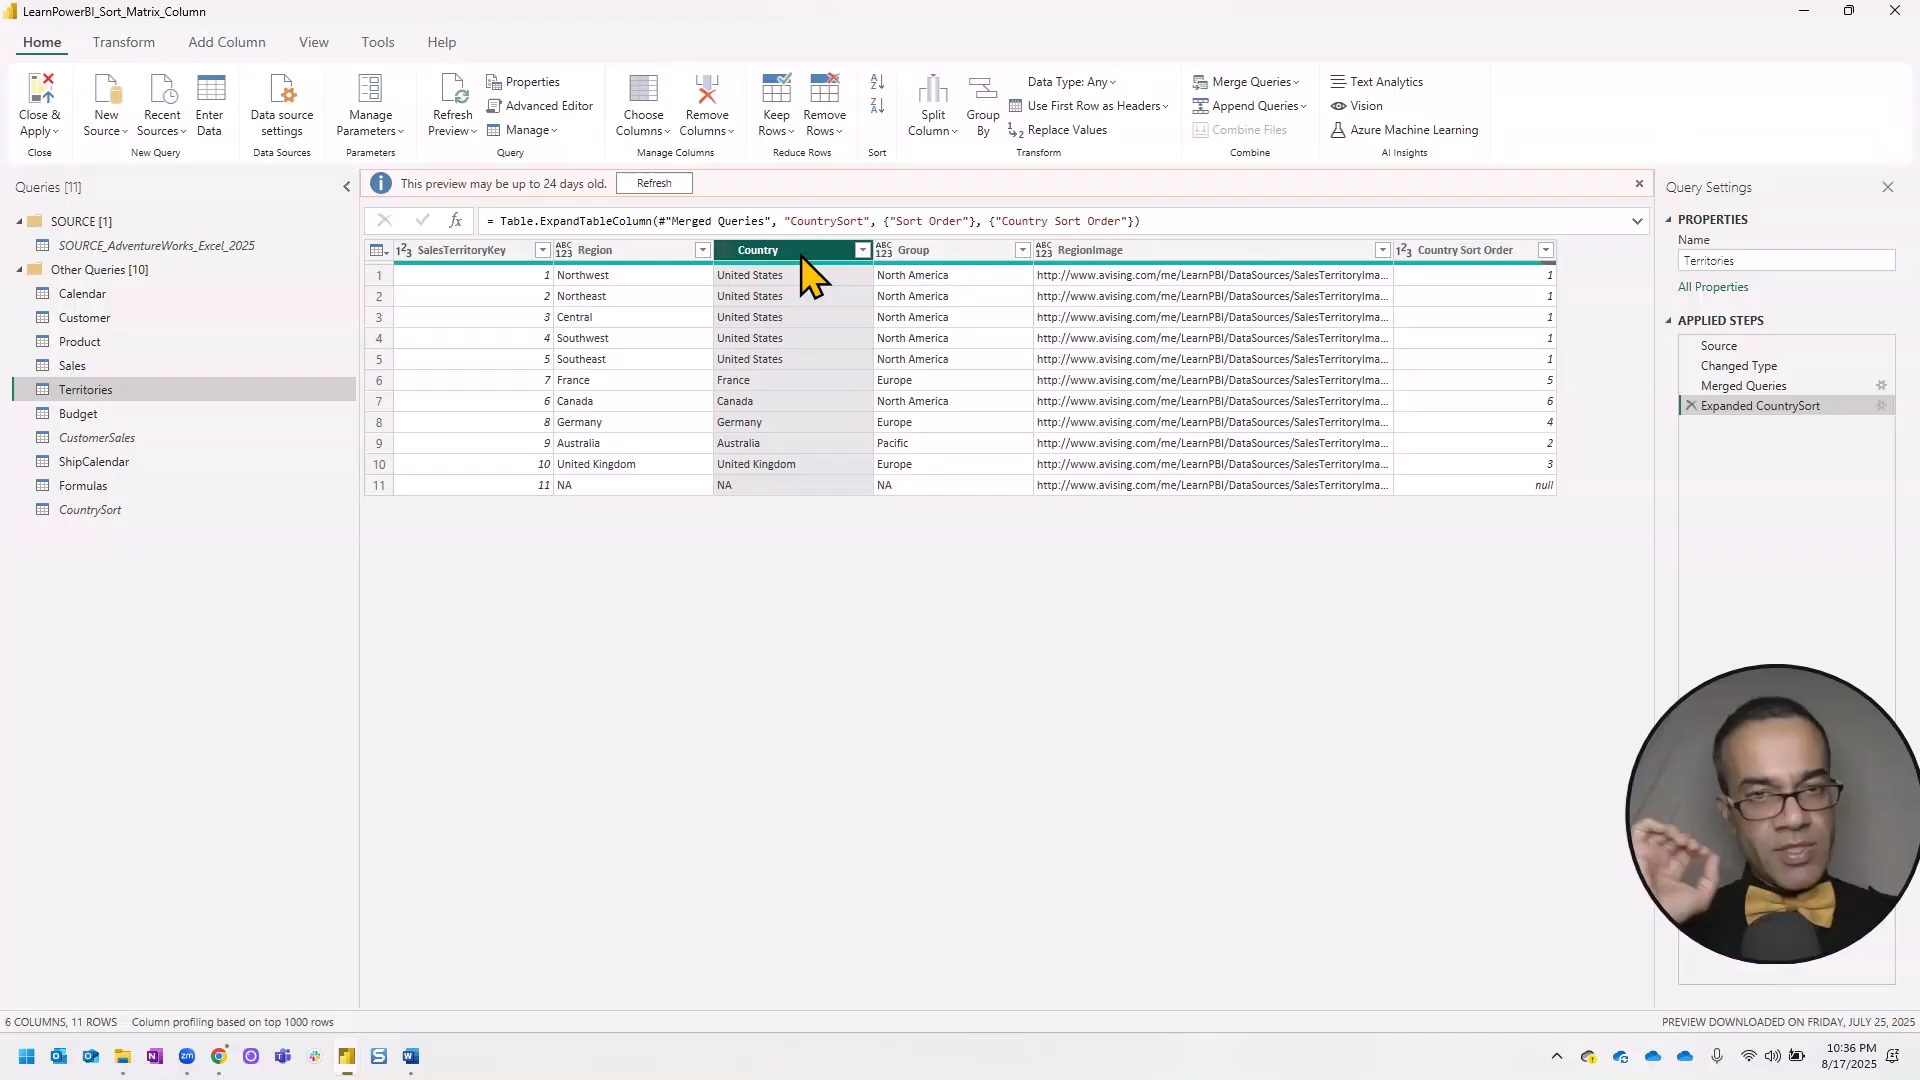 LearnPowerBI_Sort_Matrix_Column
Home Transform Add Column View Tools Help
Close & Apply
Close
New Source
Recent Sources
Enter Data
New Query
Data source settings
Data Sources
Manage Parameters
Parameters
Refresh Preview
Properties
Advanced Editor
Manage
Query
Choose Columns
Remove Columns
Manage Columns
Keep Rows
Remove Rows
Reduce Rows
Sort
Split Column
Group By
Data Type: Any
Use First Row as Headers
Replace Values
Transform
Merge Queries
Append Queries
Combine Files
Combine
Text Analytics
Vision
Azure Machine Learning
AI Insights
Queries [11]
SOURCE [1]
SOURCE_AdventureWorks_Excel_2025
Other Queries [10]
Calendar
Customer
Product
Sales
Territories
Budget
CustomerSales
ShipCalendar
Formulas
CountrySort
This preview may be up to 24 days old. Refresh
fx = Table.ExpandTableColumn(#"Merged Queries", "CountrySort", {"Sort Order"}, {"Country Sort Order"})
123 SalesTerritoryKey ABC 123 Region Country ABC 123 Group ABC 123 RegionImage 123 Country Sort Order
1 1 Northwest United States North America http://www.avising.com/me/LearnPBI/DataSources/SalesTerritoryIma... 1
2 2 Northeast United States North America http://www.avising.com/me/LearnPBI/DataSources/SalesTerritoryIma... 1
3 3 Central United States North America http://www.avising.com/me/LearnPBI/DataSources/SalesTerritoryIma... 1
4 4 Southwest United States North America http://www.avising.com/me/LearnPBI/DataSources/SalesTerritoryIma... 1
5 5 Southeast United States North America http://www.avising.com/me/LearnPBI/DataSources/SalesTerritoryIma... 1
6 7 France France Europe http://www.avising.com/me/LearnPBI/DataSources/SalesTerritoryIma... 5
7 6 Canada Canada North America http://www.avising.com/me/LearnPBI/DataSources/SalesTerritoryIma... 6
8 8 Germany Germany Europe http://www.avising.com/me/LearnPBI/DataSources/SalesTerritoryIma... 4
9 9 Australia Australia Pacific http://www.avising.com/me/LearnPBI/DataSources/SalesTerritoryIma... 2
10 10 United Kingdom United Kingdom Europe http://www.avising.com/me/LearnPBI/DataSources/SalesTerritoryIma... 3
11 11 NA NA NA http://www.avising.com/me/LearnPBI/DataSources/SalesTerritoryIma... null
Query Settings
PROPERTIES
Name
Territories
All Properties
APPLIED STEPS
Source
Changed Type
Merged Queries
Expanded CountrySort
6 COLUMNS, 11 ROWS Column profiling based on top 1000 rows
PREVIEW DOWNLOADED ON FRIDAY, JULY 25, 2025
zm
10:36 PM
8/17/2025